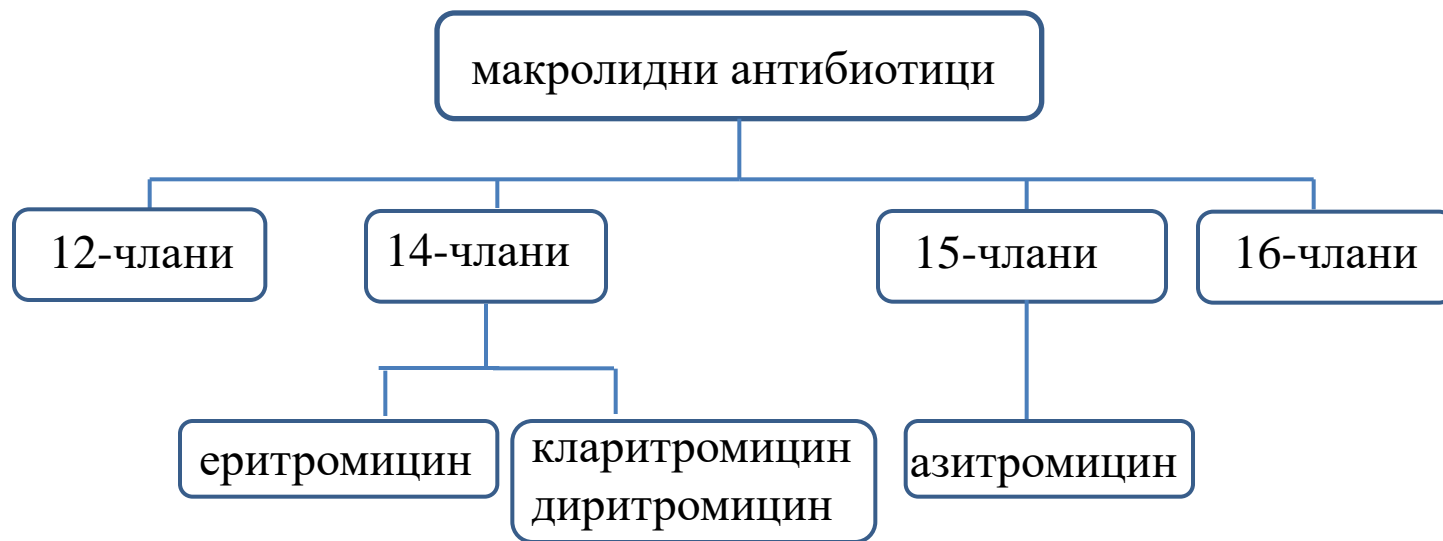 макролидни антибиотици
12-члани
14-члани
15-члани
16-члани
еритромицин
кларитромицин
диритромицин
азитромицин